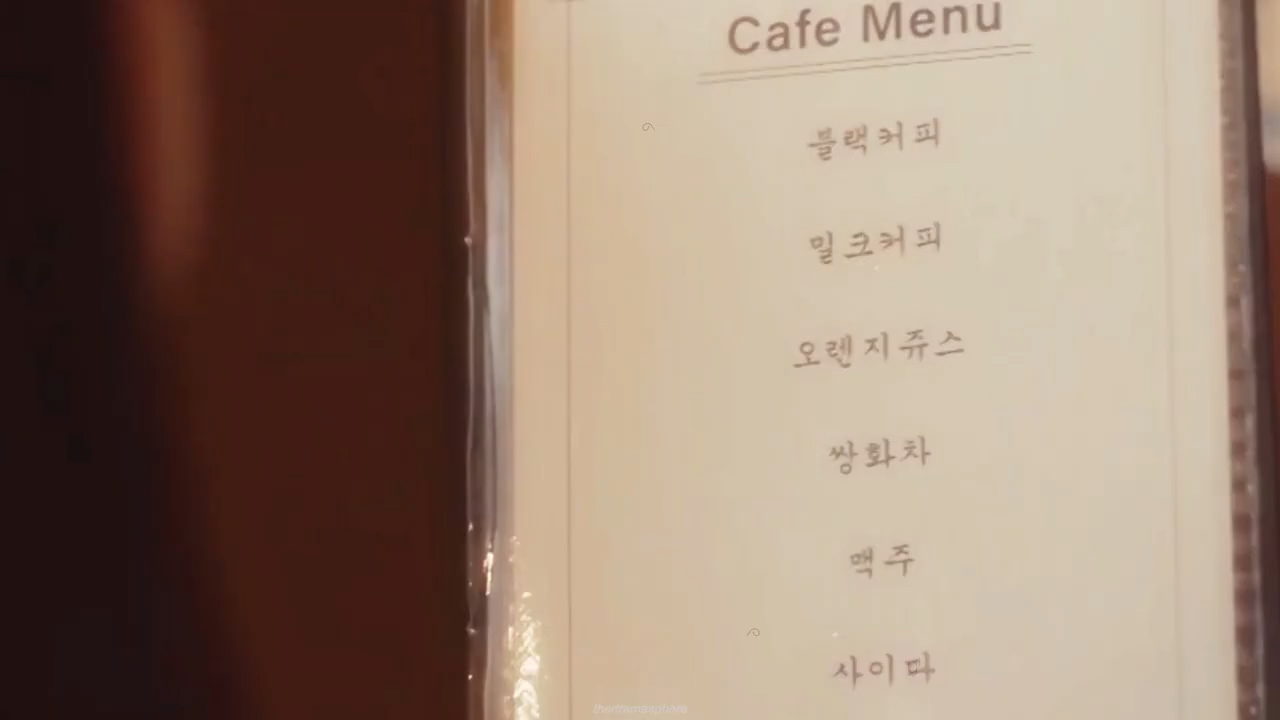 Cafe Menu
블랙커피
밀크커피
오렌지쥬스
쌍화차
맥주
사이다